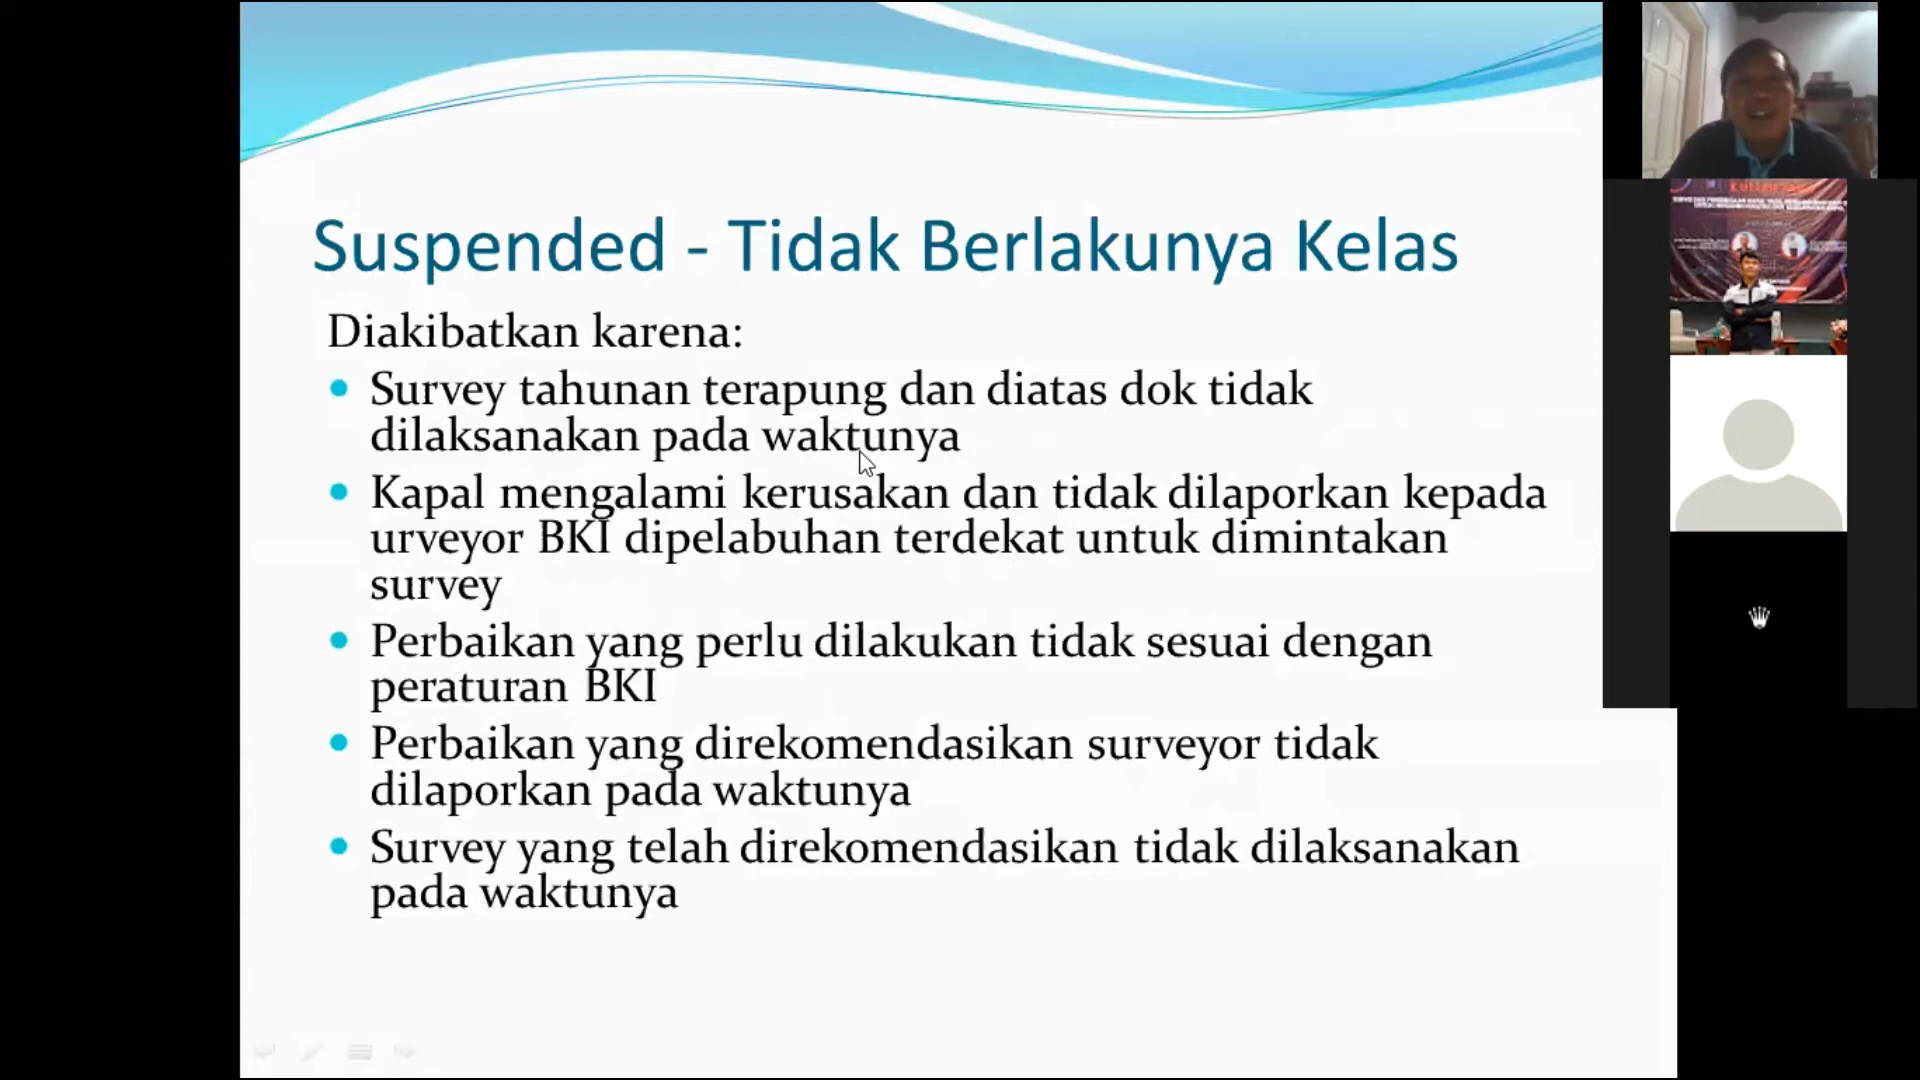 Suspended - Tidak Berlakunya Kelas
Diakibatkan karena:
• Survey tahunan terapung dan diatas dok tidak
dilaksanakan pada waktunya
• Kapal mengalami kerusakan dan tidak dilaporkan kepada
urveyor BKI dipelabuhan terdekat untuk dimintakan
survey
• Perbaikan yang perlu dilakukan tidak sesuai dengan
peraturan BKI
• Perbaikan yang direkomendasikan surveyor tidak
dilaporkan pada waktunya
• Survey yang telah direkomendasikan tidak dilaksanakan
pada waktunya